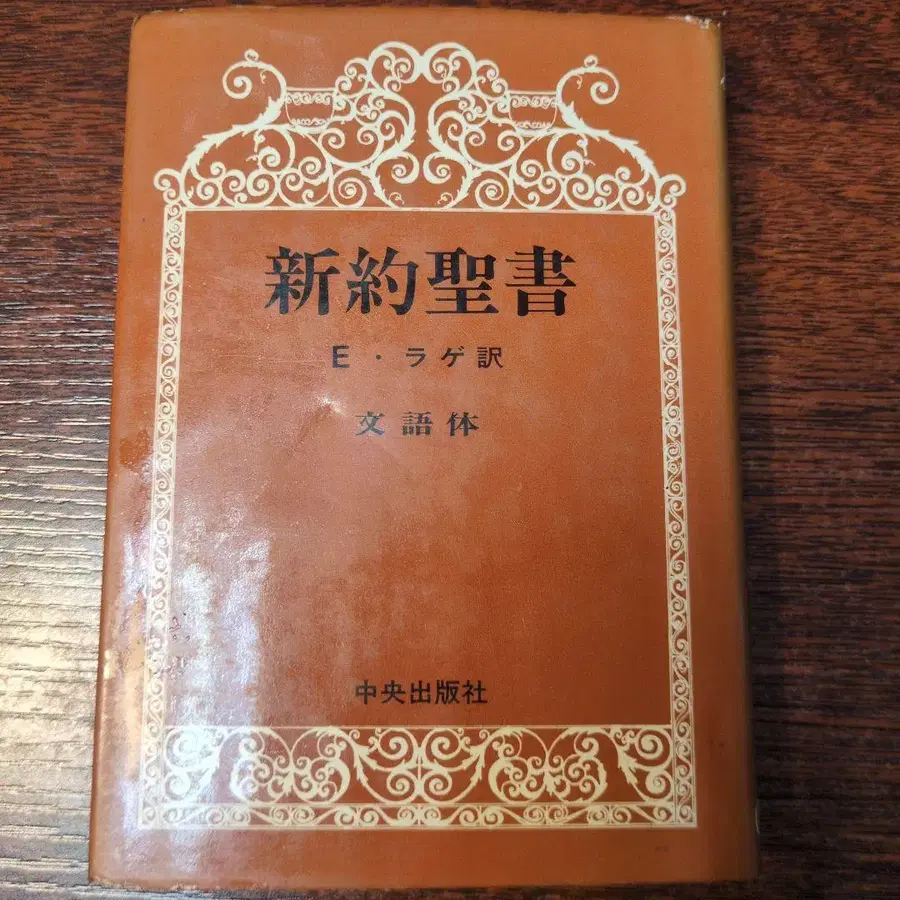 新約聖書
E・ラゲ訳
文語体
中央出版社